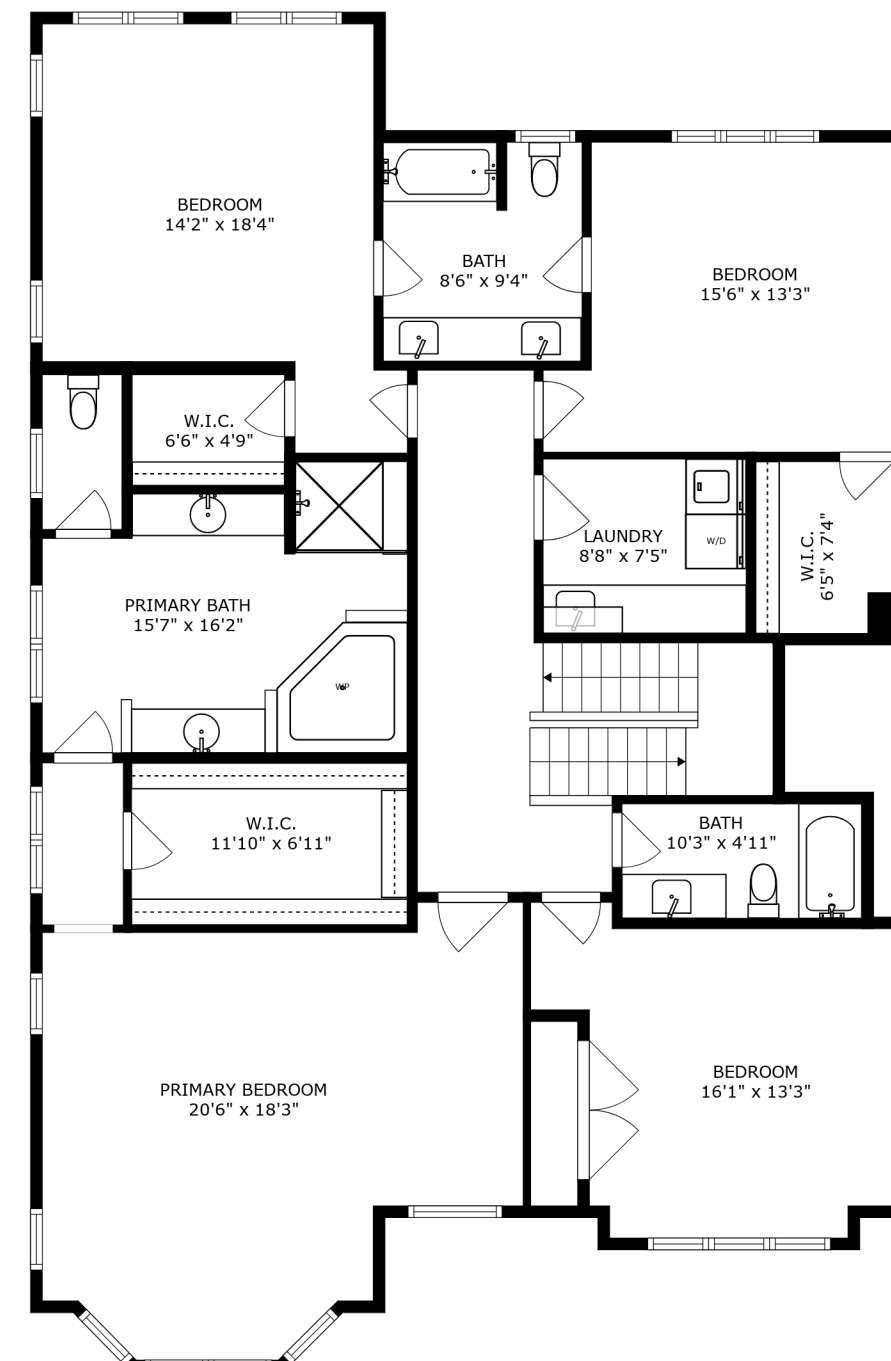 BEDROOM
14'2" x 18'4"
BATH
8'6" x 9'4"
BEDROOM
15'6" x 13'3"
W.I.C.
6'6" x 4'9"
LAUNDRY
8'8" x 7'5"
W/D
W.I.C.
6'5" x 7'4"
PRIMARY BATH
15'7" x 16'2"
WP
W.I.C.
11'10" x 6'11"
BATH
10'3" x 4'11"
PRIMARY BEDROOM
20'6" x 18'3"
BEDROOM
16'1" x 13'3"